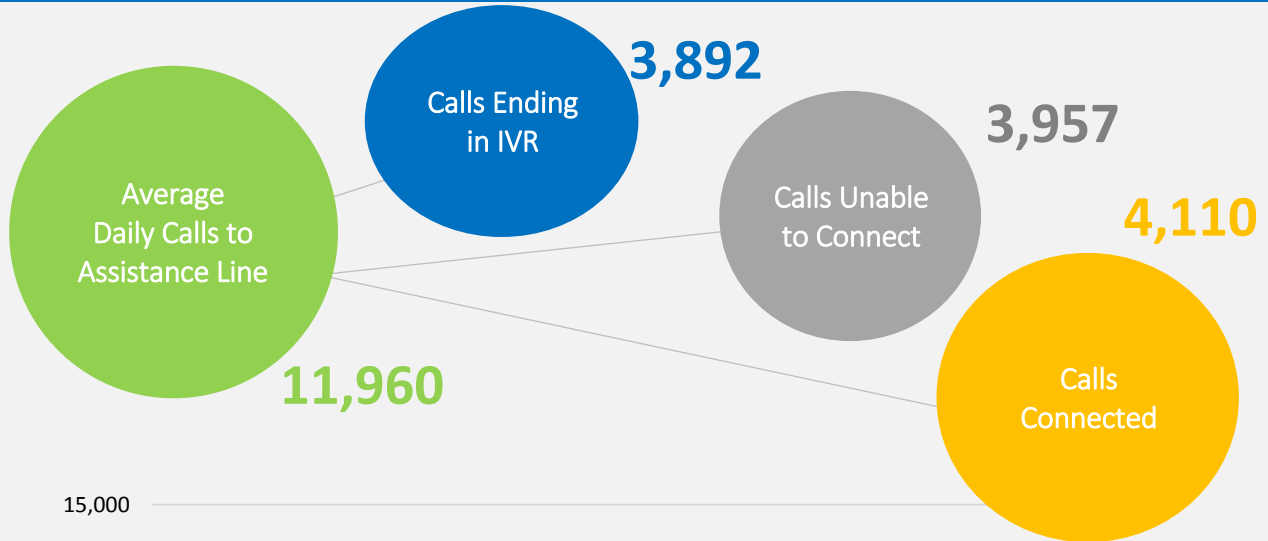 Average
Daily Calls to
Assistance Line
11,960
Calls Ending
in IVR
3,892
Calls Unable
to Connect
3,957
Calls
Connected
4,110
15,000